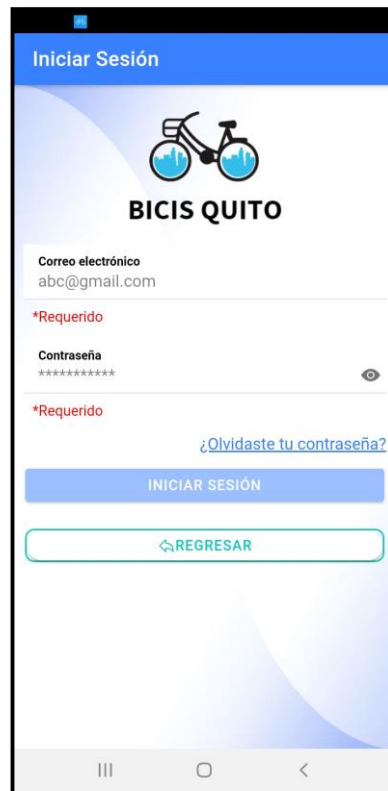 Iniciar Sesión
BICIS QUITO
Correo electrónico
abc@gmail.com
*Requerido
Contraseña
***********
*Requerido
¿Olvidaste tu contraseña?
INICIAR SESIÓN
REGRESAR